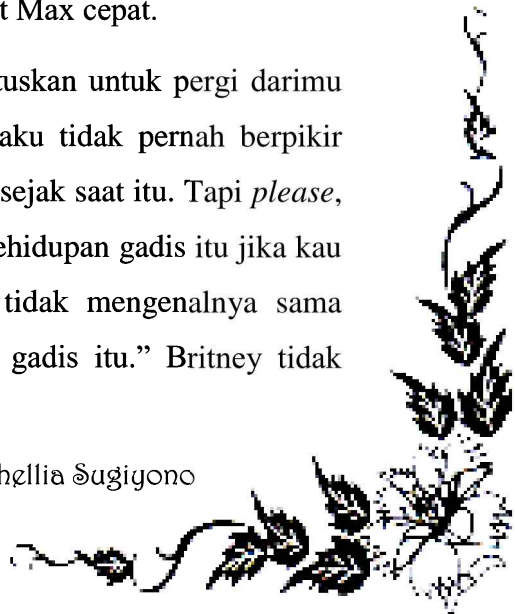 t Max cepat.
tuskan untuk pergi darimu
aku tidak pernah berpikir
sejak saat itu. Tapi please,
ehidupan gadis itu jika kau
tidak mengenalnya sama
gadis itu.” Britney tidak
hellia Sugiyono